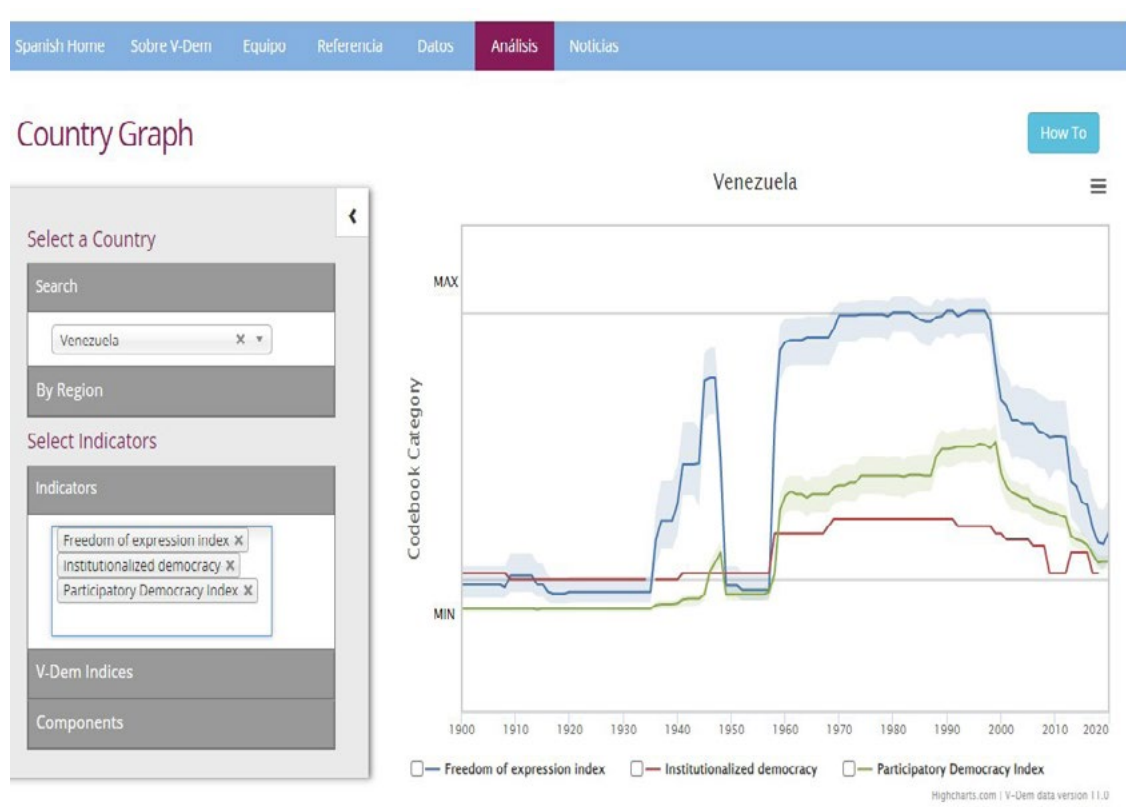 Spanish Home Sobre V-Dem Equipo Referencia Datos Análisis Noticias
Country Graph
How To
Select a Country
Search
Venezuela
By Region
Select Indicators
Indicators
Freedom of expression index
Institutionalized democracy
Participatory Democracy Index
V-Dem Indices
Components
Venezuela
MAX
Codebook Category
MIN
1900 1910 1920 1930 1940 1950 1960 1970 1980 1990 2000 2010 2020
Freedom of expression index Institutionalized democracy Participatory Democracy Index
Highcharts.com | V-Dem data version 11.0